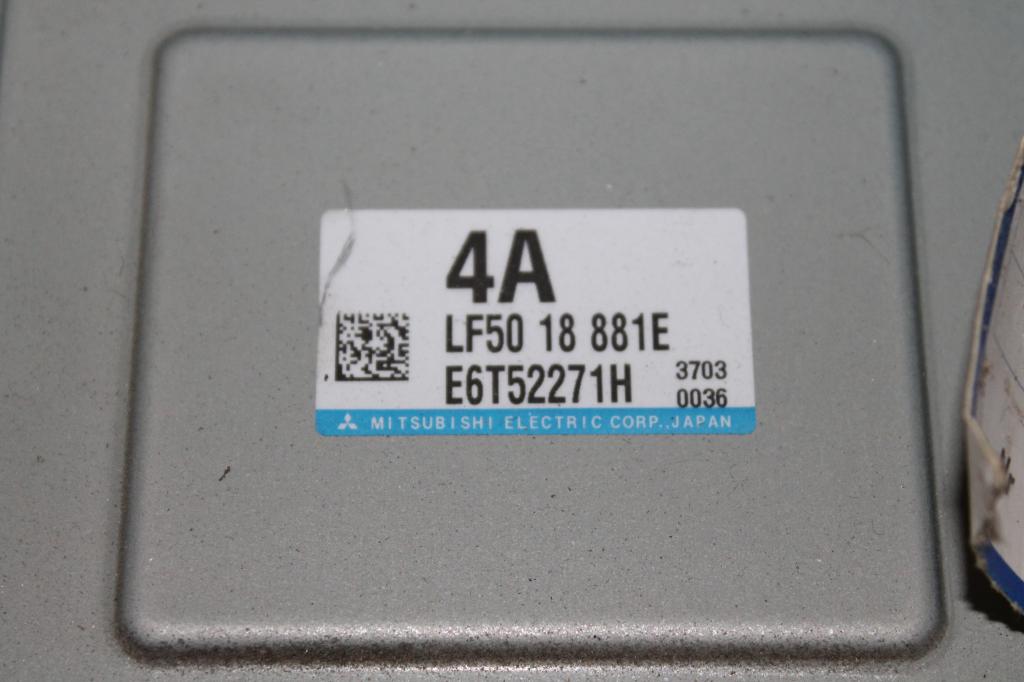 4A
LF50 18 881E
E6T52271H
3703
0036
MITSUBISHI ELECTRIC CORP.,JAPAN